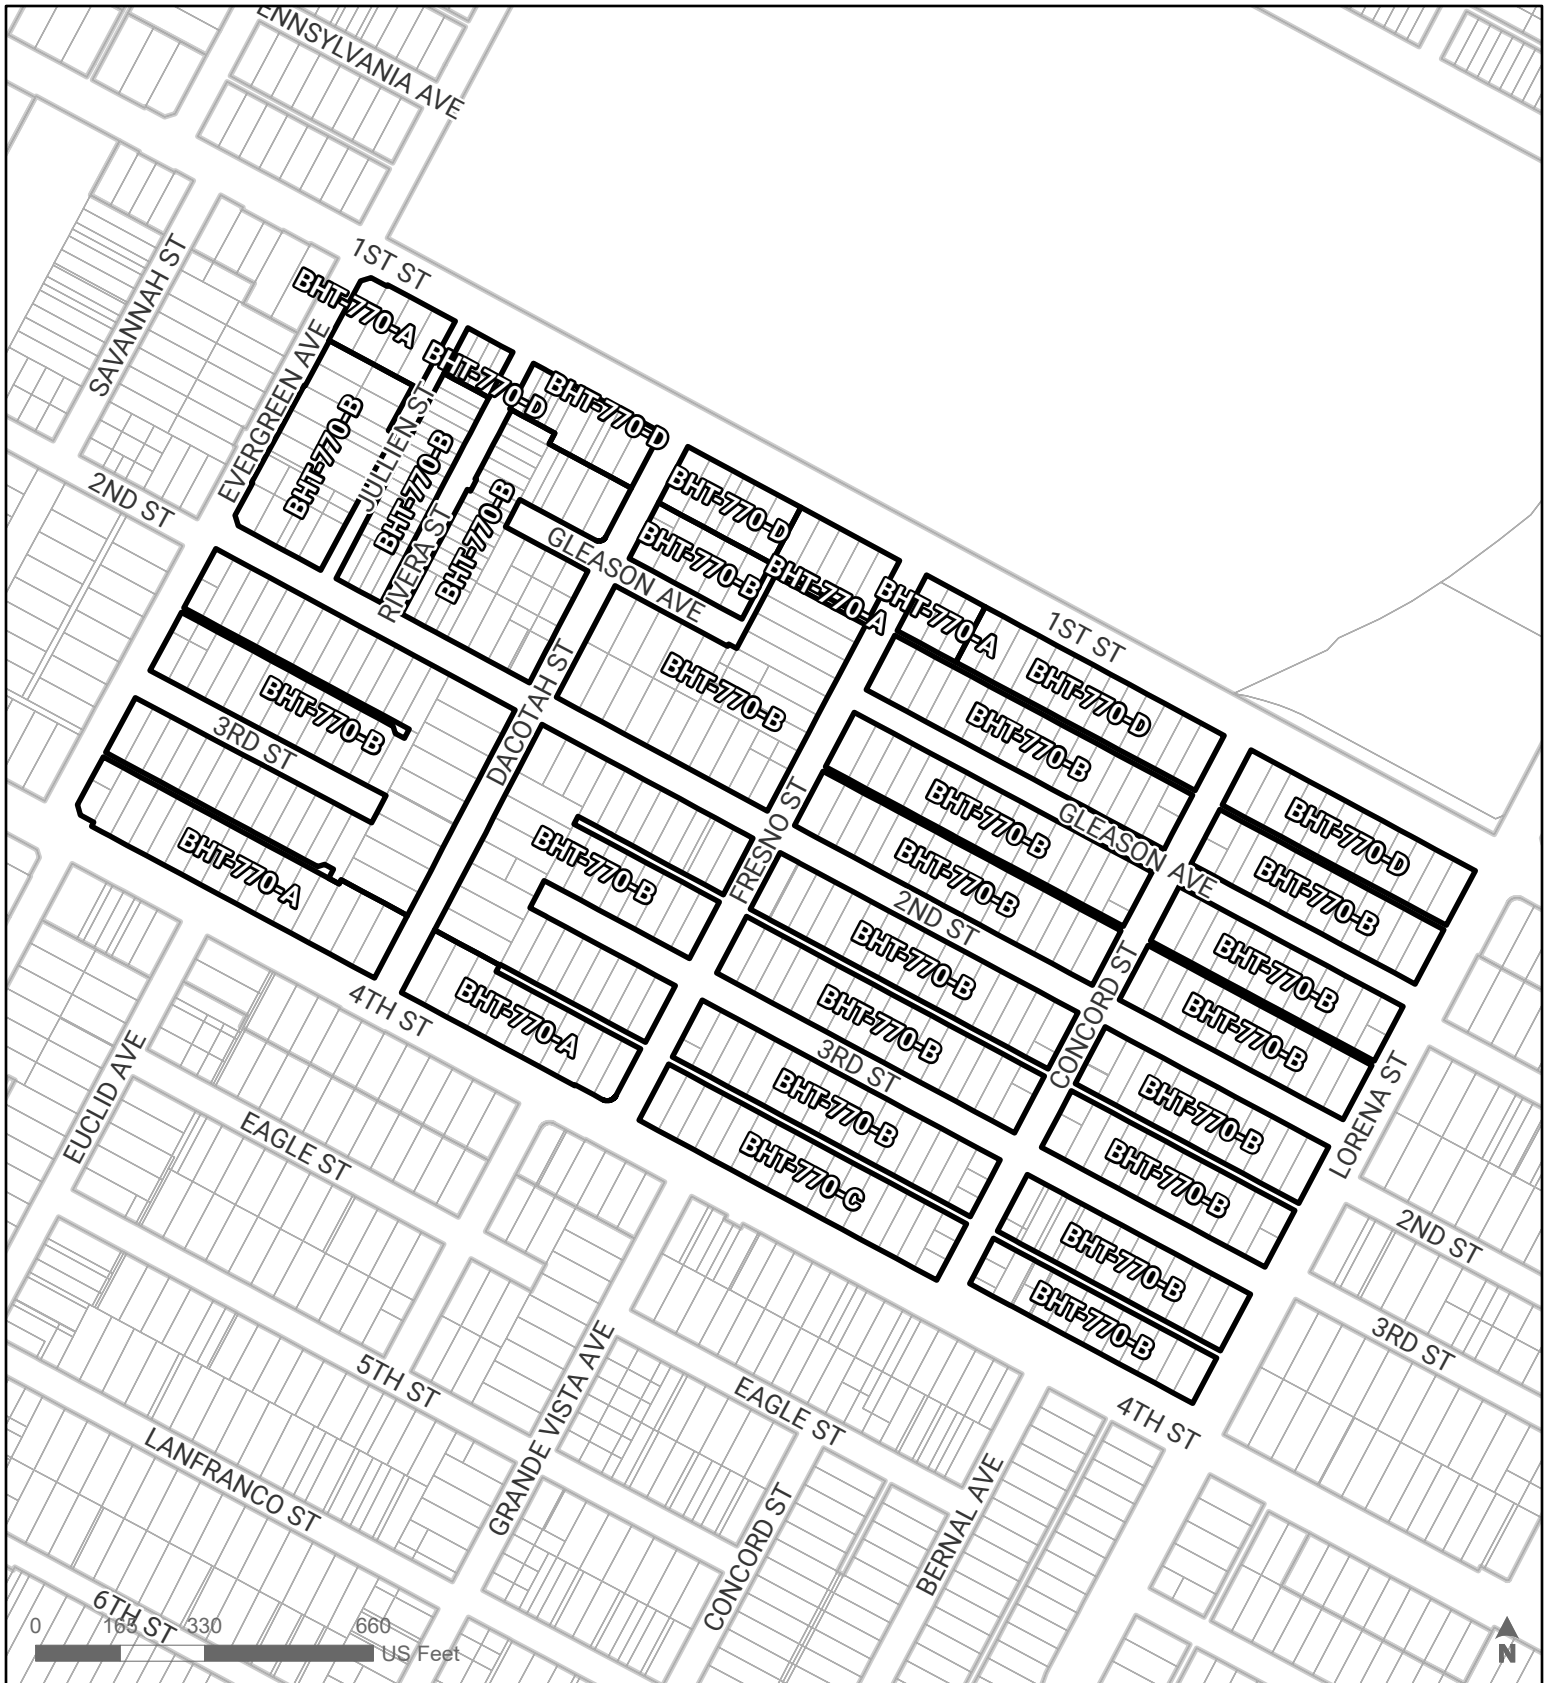 ENNSYLVANIA AVE
1ST ST
SAVANNAH ST
BHT-770-A
EVERGREEN AVE
BHT-770-D
BHT-770-D
JULLIEN ST
BHT-770-B
BHT-770-B
BHT-770-B
RIVERA ST
2ND ST
BHT-770-D
BHT-770-B
GLEASON AVE
BHT-770-A
BHT-770-A
1ST ST
BHT-770-D
BHT-770-B
DACOTAH ST
BHT-770-B
BHT-770-B
3RD ST
BHT-770-B
GLEASON AVE
BHT-770-D
BHT-770-B
FRESNO ST
BHT-770-B
BHT-770-B
BHT-770-A
2ND ST
BHT-770-B
BHT-770-B
BHT-770-B
CONCORD ST
BHT-770-A
4TH ST
BHT-770-B
3RD ST
BHT-770-B
BHT-770-B
LORENA ST
EUCLID AVE
EAGLE ST
BHT-770-C
BHT-770-B
2ND ST
BHT-770-B
BHT-770-B
3RD ST
5TH ST
GRANDE VISTA AVE
EAGLE ST
4TH ST
LANFRANCO ST
CONCORD ST
BERNAL AVE
6TH ST
0 165 330 660
US Feet
N